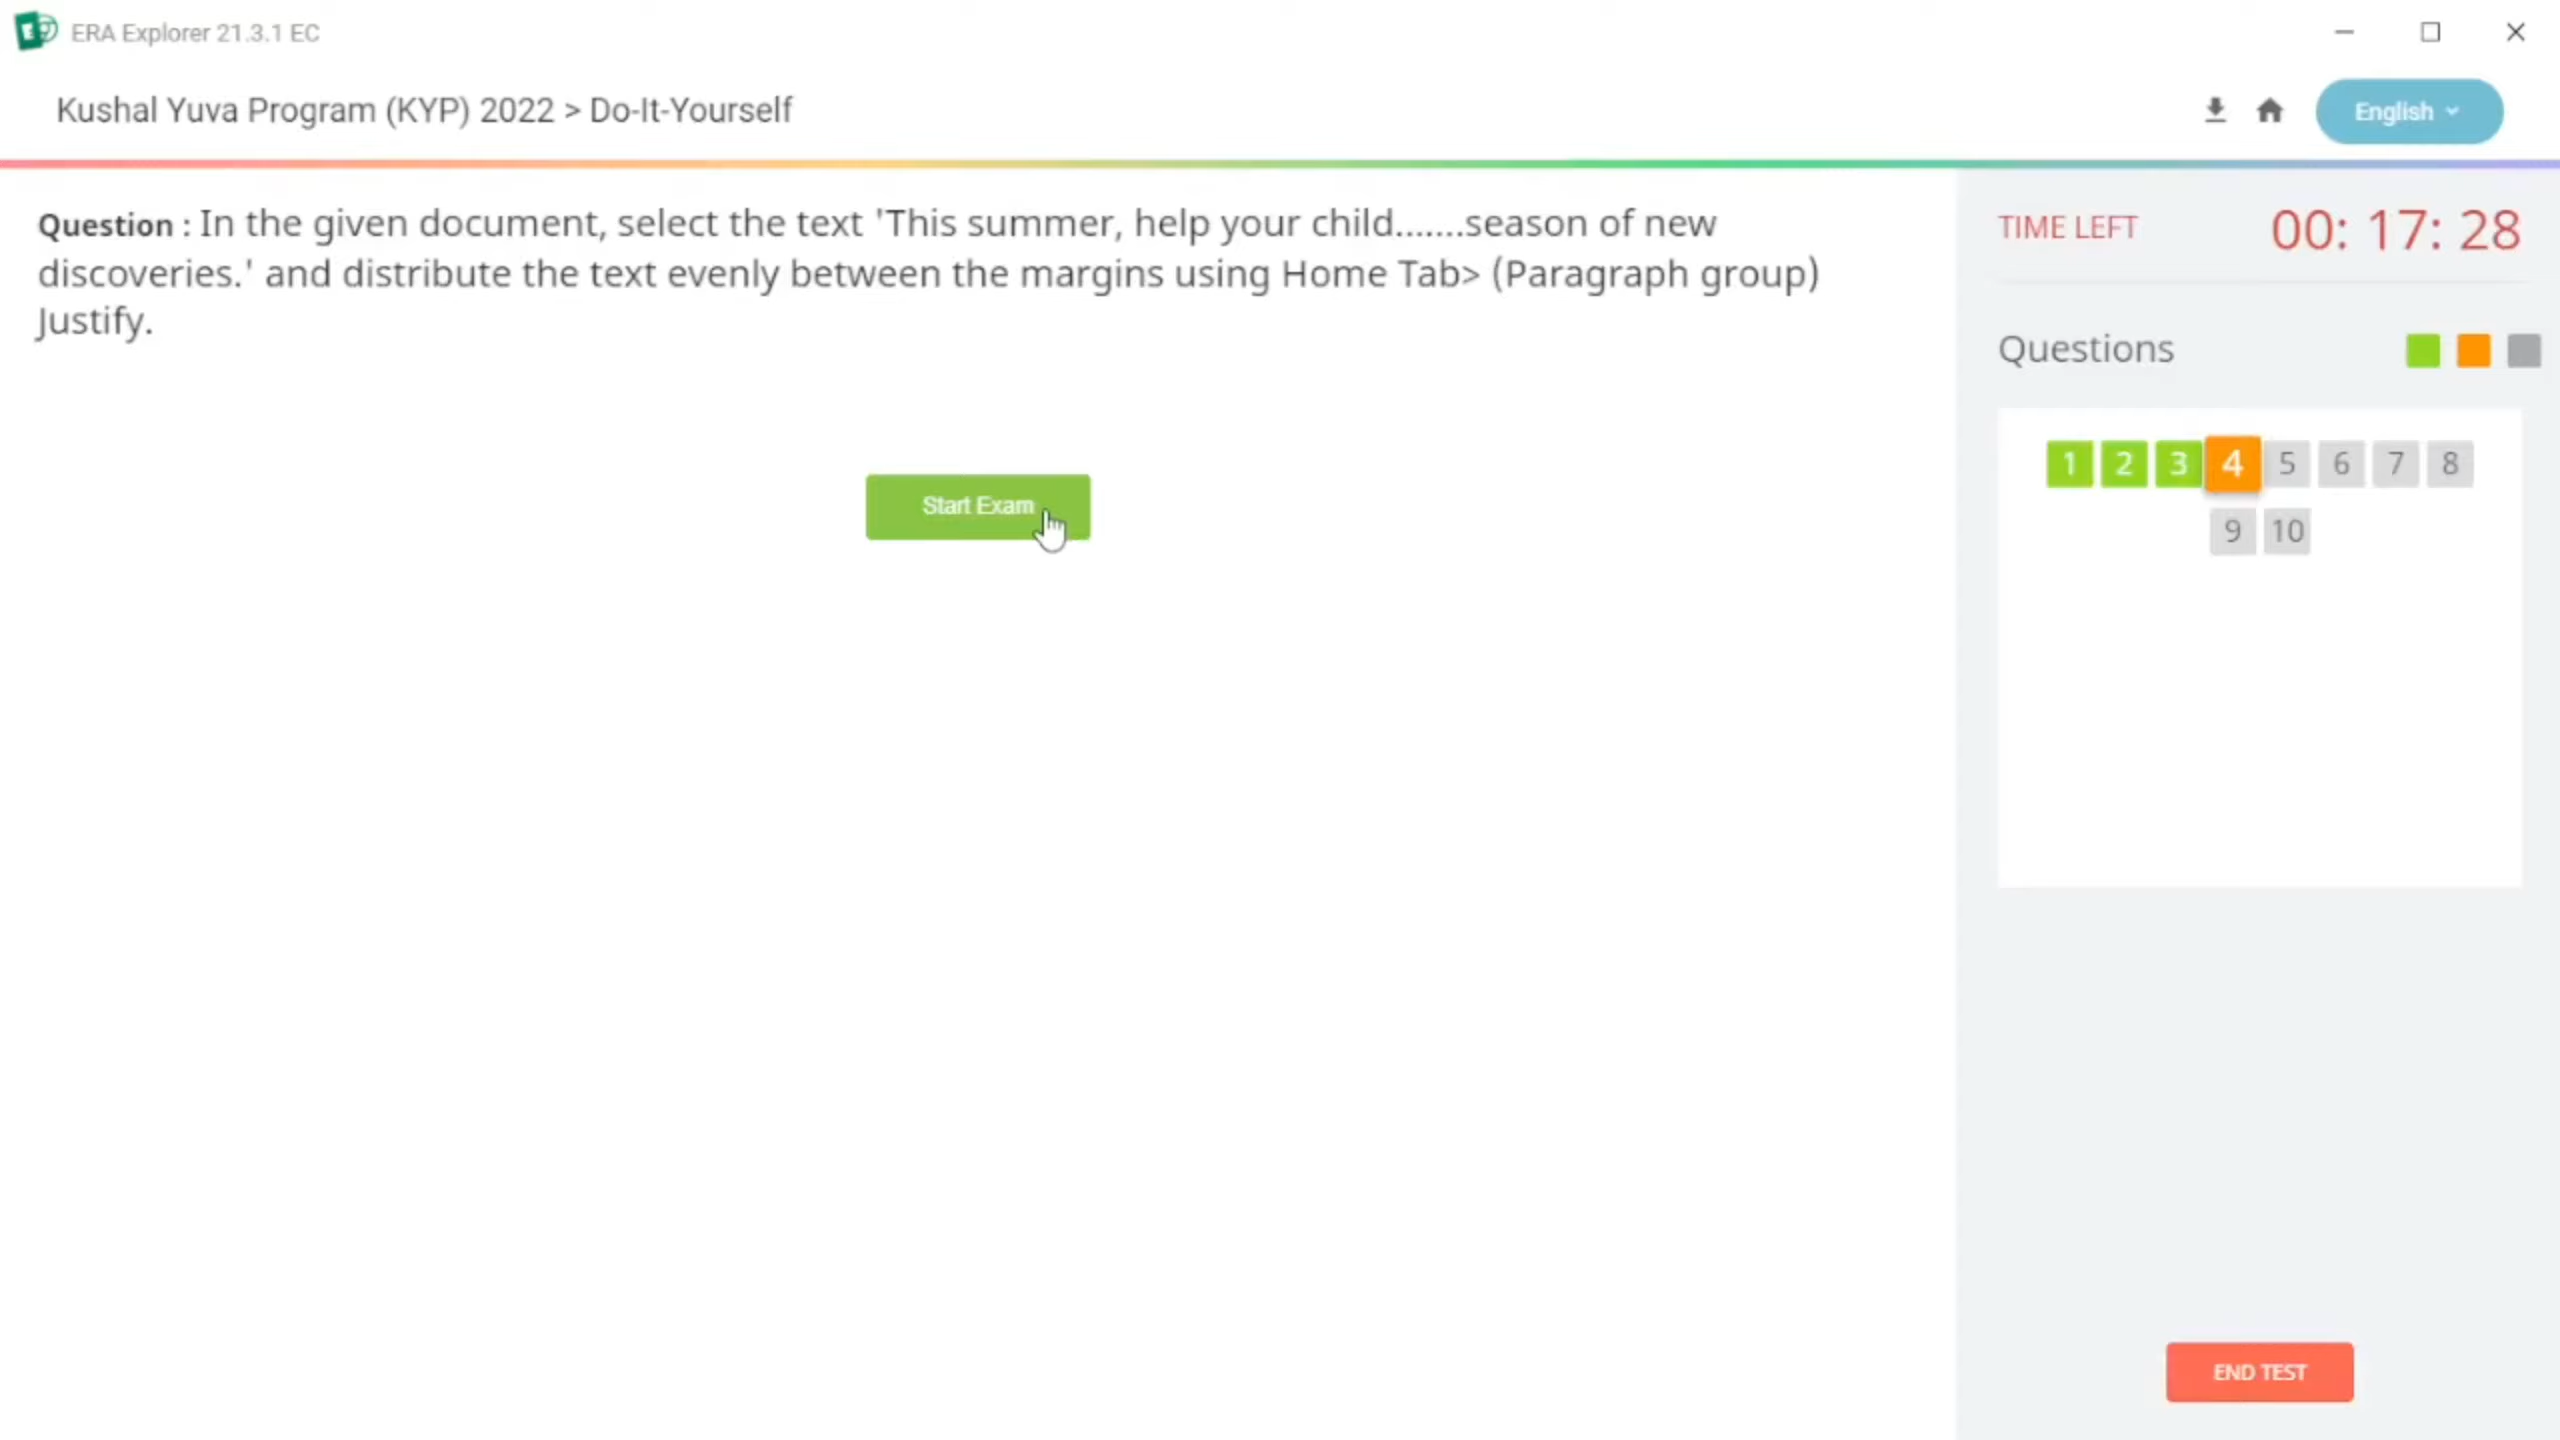 ERA Explorer 21.3.1 EC
Kushal Yuva Program (KYP) 2022 > Do-It-Yourself
English
Question : In the given document, select the text 'This summer, help your child.......season of new
discoveries.' and distribute the text evenly between the margins using Home Tab> (Paragraph group)
Justify.
Start Exam
TIME LEFT 00: 17: 28
Questions
1 2 3 4 5 6 7 8
9 10
END TEST